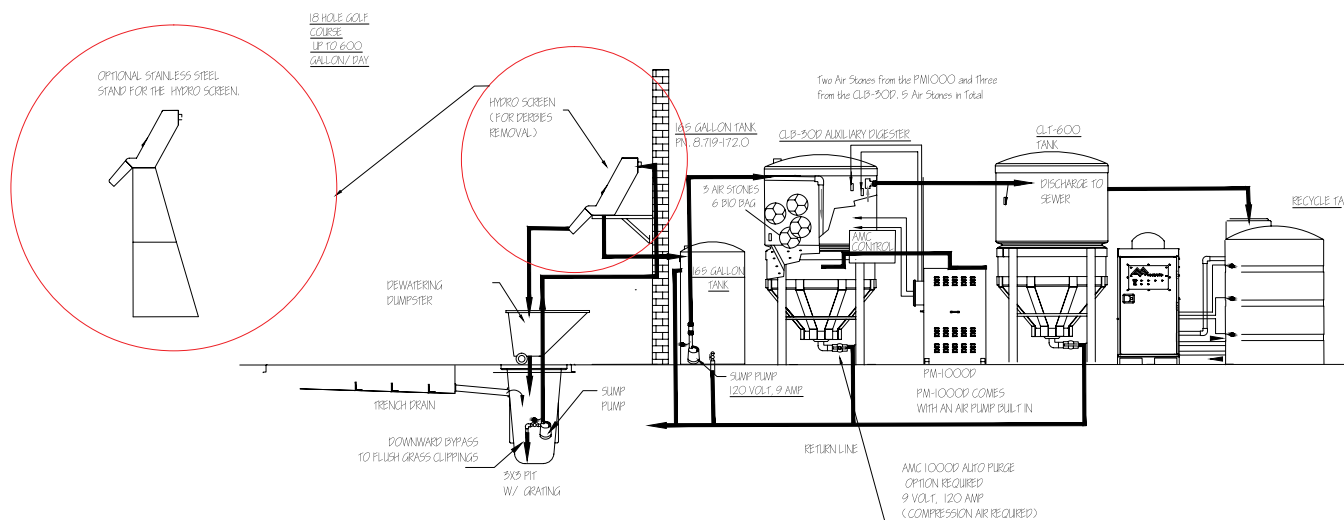 18 HOLE GOLF
COURSE
UP TO 600
GALLON/ DAY
OPTIONAL STAINLESS STEEL
STAND FOR THE HYDRO SCREEN.
HYDRO SCREEN
( FOR DERBIES
REMOVAL)
165 GALLON TANK
PN. 8.719-172.0
Two Air Stones from the PM1000 and Three
from the CLB-30D. 5 Air Stones in Total
CLB-30D AUXILIARY DIGESTER
CLT-600
TANK
3 AIR STONES
6 BIO BAG
DISCHARGE TO
SEWER
RECYCLE TA
AMC
CONTROL
165 GALLON
TANK
DEWATERING
DUMPSTER
SUMP PUMP
120 VOLT, 9 AMP
PM-1000D
PM-1000D COMES
WITH AN AIR PUMP BUILT IN
TRENCH DRAIN
SUMP
PUMP
DOWNWARD BYPASS
TO FLUSH GRASS CLIPPINGS
3X3 PIT
W/ GRATING
RETURN LINE
AMC 1000D AUTO PURGE
OPTION REQUIRED
9 VOLT, 120 AMP
( COMPRESSION AIR REQUIRED)